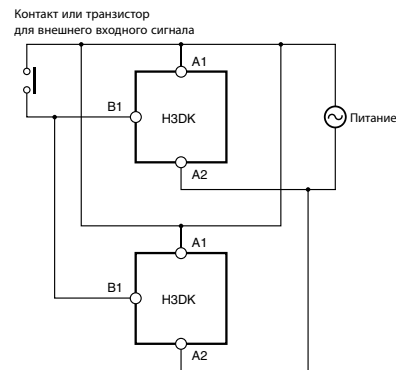 Контакт или транзистор
для внешнего входного сигнала
A1
B1
H3DK
Питание
A2
A1
B1
H3DK
A2